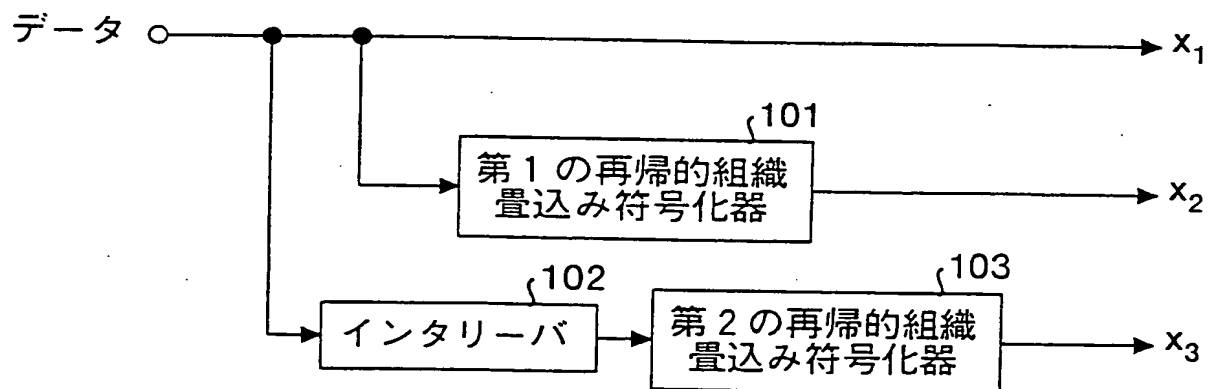 データ
x₁
101
第1の再帰的組織
畳込み符号化器
x₂
102
インタリーバ
103
第2の再帰的組織
畳込み符号化器
x₃